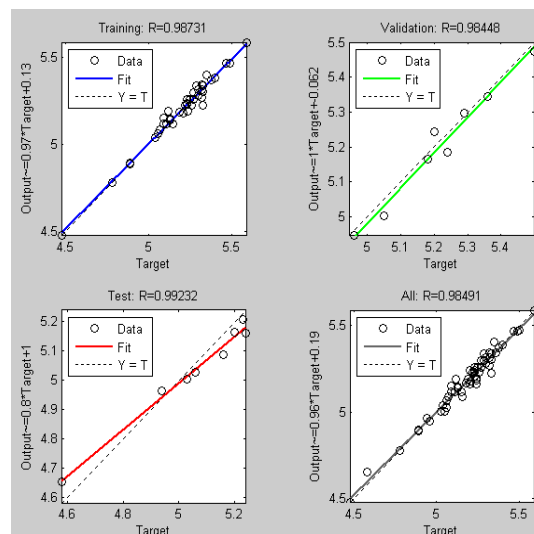 Training: R=0.98731
Output~=0.97*Target+0.13
5.5
5
4.5
Data
Fit
Y = T
4.5 5 5.5
Target
Validation: R=0.98448
Output~=1*Target+-0.062
5.5
5.4
5.3
5.2
5.1
5
Data
Fit
Y = T
5 5.1 5.2 5.3 5.4 5.5
Target
Test: R=0.99232
Output~=0.8*Target+1
5.2
5.1
5
4.9
4.8
4.7
4.6
Data
Fit
Y = T
4.6 4.8 5 5.2
Target
All: R=0.98491
Output~=0.96*Target+0.19
5.5
5
4.5
Data
Fit
Y = T
4.5 5 5.5
Target